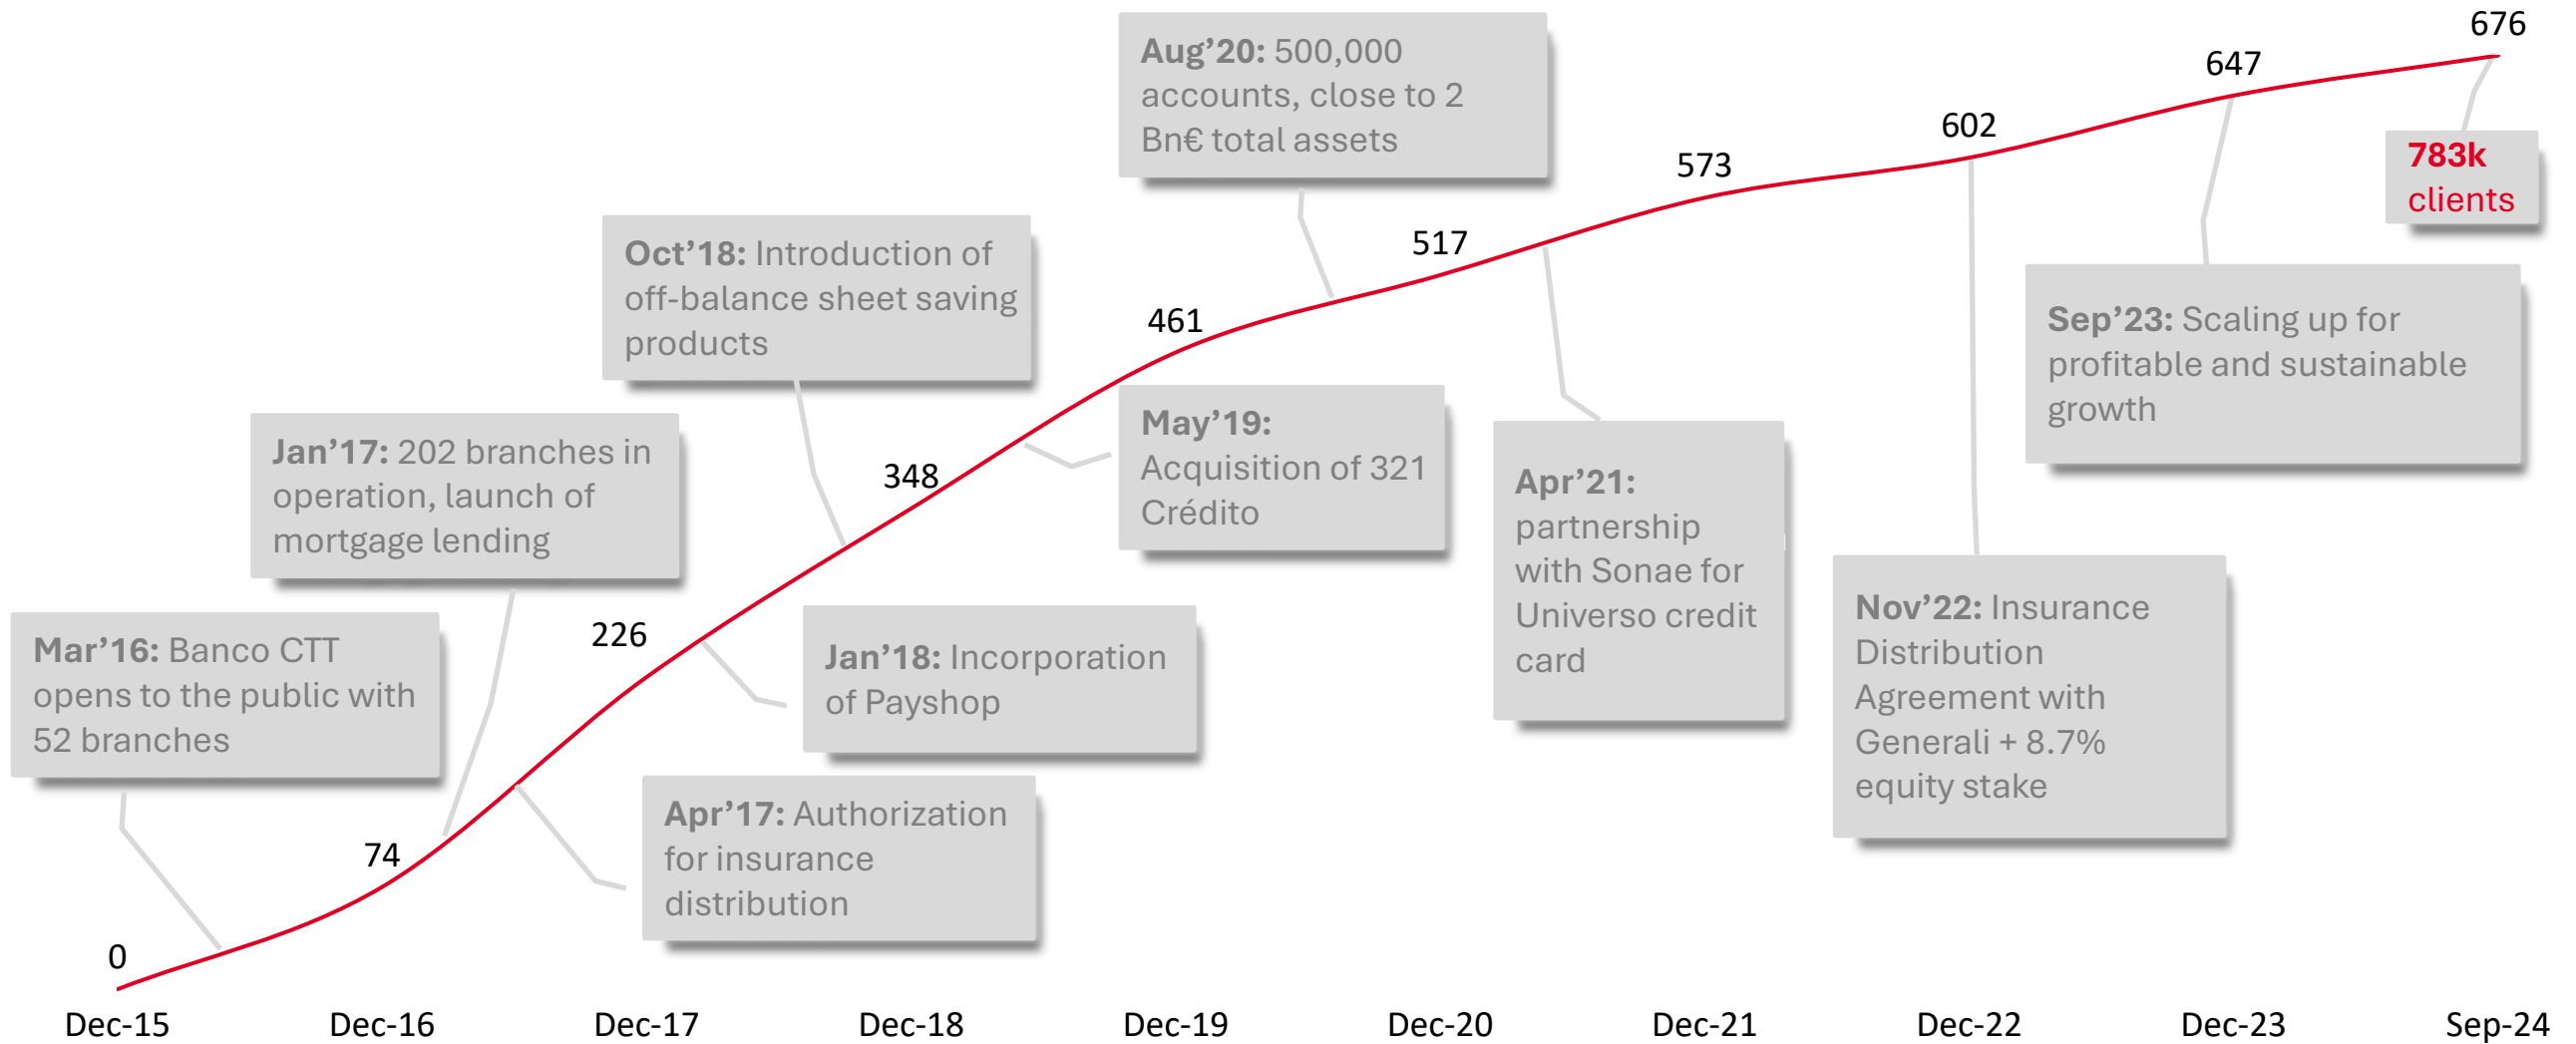 676
647
Aug’20: 500,000
accounts, close to 2
Bn€ total assets
602
573
783k
clients
Oct’18: Introduction of
off-balance sheet saving
products
517
461
Sep’23: Scaling up for
profitable and sustainable
growth
May’19:
Acquisition of 321
Crédito
Jan’17: 202 branches in
operation, launch of
mortgage lending
348
Apr’21:
partnership
with Sonae for
Universo credit
card
226
Nov’22: Insurance
Distribution
Agreement with
Generali + 8.7%
equity stake
Mar’16: Banco CTT
opens to the public with
52 branches
Jan’18: Incorporation
of Payshop
74
Apr’17: Authorization
for insurance
distribution
0
Dec-15
Dec-16
Dec-17
Dec-18
Dec-19
Dec-20
Dec-21
Dec-22
Dec-23
Sep-24